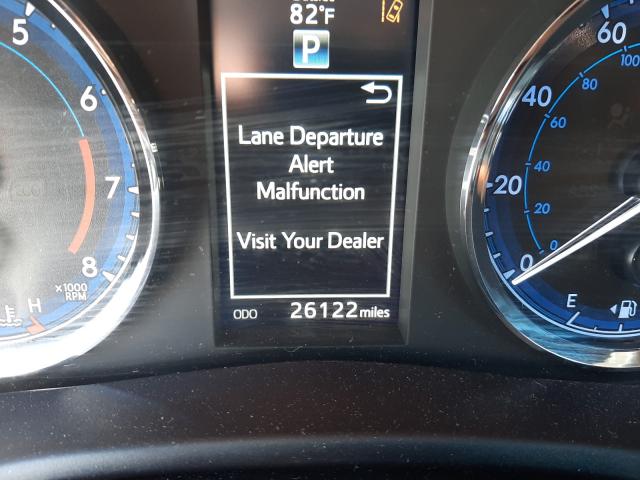 82°F
P
Lane Departure
Alert
Malfunction
Visit Your Dealer
ODO 26122 miles
5
6
7
8
x1000
RPM
H
60
100
40
80
60
20
40
20
0
0
E